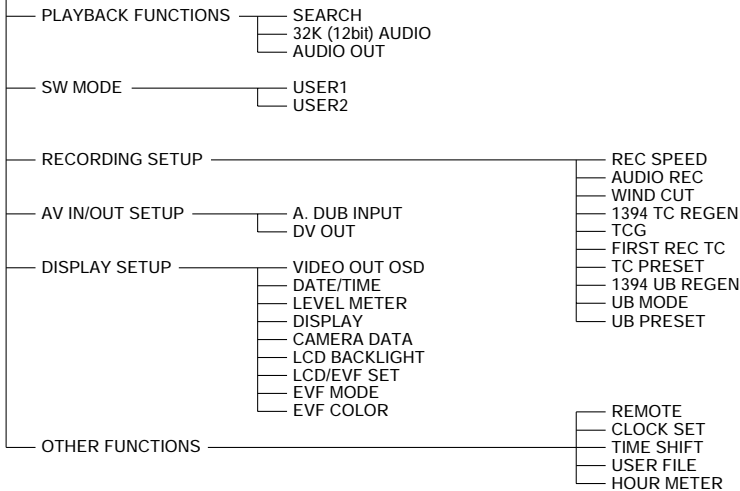 PLAYBACK FUNCTIONS
SEARCH
32K (12bit) AUDIO
AUDIO OUT
SW MODE
USER1
USER2
RECORDING SETUP
REC SPEED
AUDIO REC
WIND CUT
1394 TC REGEN
TCG
FIRST REC TC
TC PRESET
1394 UB REGEN
UB MODE
UB PRESET
AV IN/OUT SETUP
A. DUB INPUT
DV OUT
DISPLAY SETUP
VIDEO OUT OSD
DATE/TIME
LEVEL METER
DISPLAY
CAMERA DATA
LCD BACKLIGHT
LCD/EVF SET
EVF MODE
EVF COLOR
OTHER FUNCTIONS
REMOTE
CLOCK SET
TIME SHIFT
USER FILE
HOUR METER